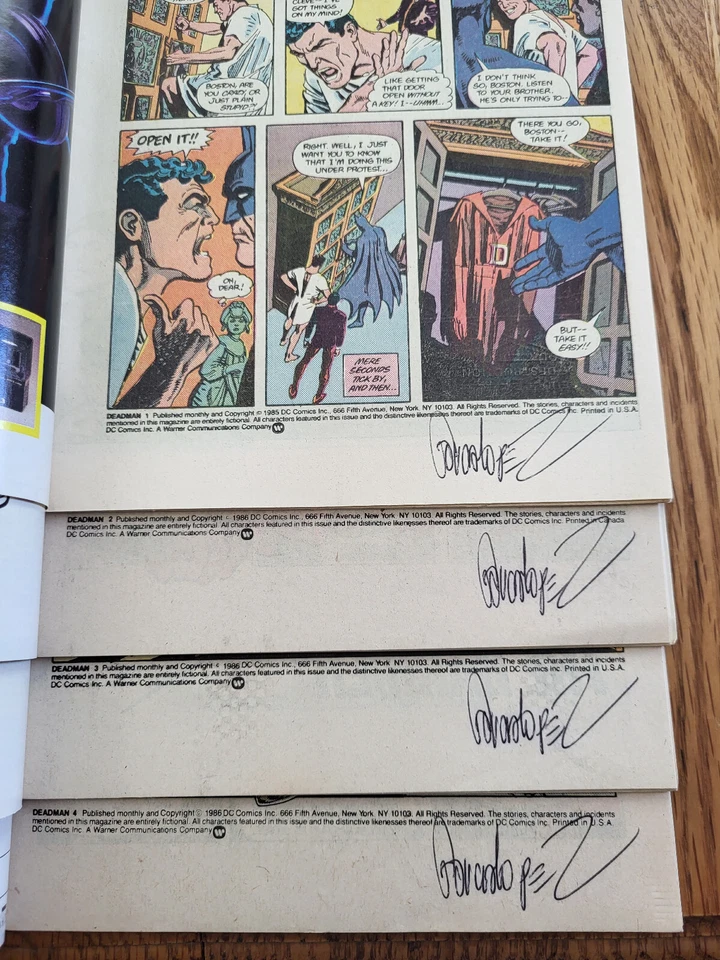 CLEVE--I'VE
GOT THINGS
ON MY MIND!
BOSTON, ARE
YOU CRAZY, OR
JUST PLAIN
STUPID?!
LIKE GETTING
THAT DOOR
OPEN WITHOUT
A KEY! I--UHNN...
I DON'T THINK
SO, BOSTON. LISTEN
TO YOUR BROTHER.
HE'S ONLY TRYING TO--
OPEN IT!!
OH,
DEAR!
RIGHT. WELL, I JUST
WANT YOU TO KNOW
THAT I'M DOING THIS
UNDER PROTEST...
MERE
SECONDS
TICK BY,
AND THEN...
THERE YOU GO,
BOSTON--
TAKE IT!
D
BUT--
TAKE IT
EASY!!
DEADMAN 1 Published monthly and Copyright © 1985 DC Comics Inc., 666 Fifth Avenue, New York, NY 10103. All Rights Reserved. The stories, characters and incidents
mentioned in this magazine are entirely fictional. All characters featured in this issue and the distinctive likenesses thereof are trademarks of DC Comics Inc. Printed in U.S.A.
DC Comics Inc. A Warner Communications Company
DEADMAN 2 Published monthly and Copyright © 1986 DC Comics Inc., 666 Fifth Avenue, New York NY 10103. All Rights Reserved. The stories, characters and incidents
mentioned in this magazine are entirely fictional. All characters featured in this issue and the distinctive likenesses thereof are trademarks of DC Comics Inc. Printed in Canada
DC Comics Inc. A Warner Communications Company
DEADMAN 3 Published monthly and Copyright © 1986 DC Comics Inc., 666 Fifth Avenue, New York NY 10103. All Rights Reserved. The stories, characters and incidents
mentioned in this magazine are entirely fictional. All characters featured in this issue and the distinctive likenesses thereof are trademarks of DC Comics Inc. Printed in U.S.A.
DC Comics Inc. A Warner Communications Company
DEADMAN 4 Published monthly and Copyright © 1986 DC Comics Inc. 666 Fifth Avenue, New York NY 10103. All Rights Reserved. The stories, characters and incidents
mentioned in this magazine are entirely fictional. All characters featured in this issue and the distinctive likenesses thereof are trademarks of DC Comics Inc. Printed in U.S.A.
DC Comics Inc. A Warner Communications Company